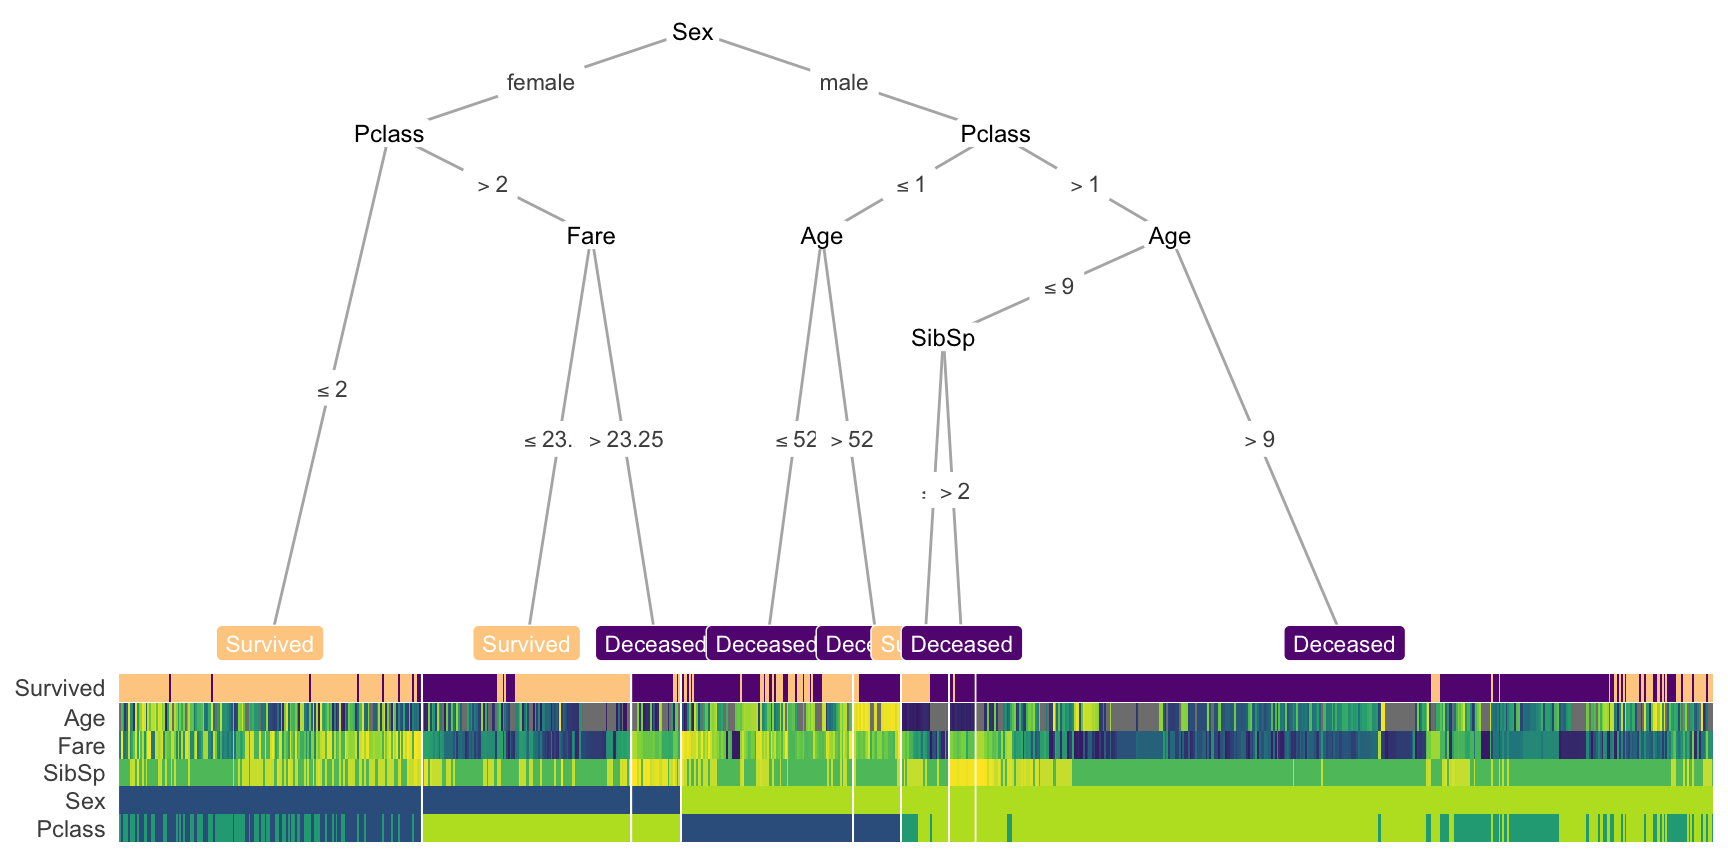 Sex
female
male
Pclass
Pclass
> 2
≤ 1
> 1
Fare
Age
Age
≤ 9
SibSp
≤ 2
≤ 23.
> 23.25
≤ 52
> 52
> 9
> 2
Survived
Survived
Deceased
Deceased
Dece
Su
Deceased
Deceased
Survived
Age
Fare
SibSp
Sex
Pclass